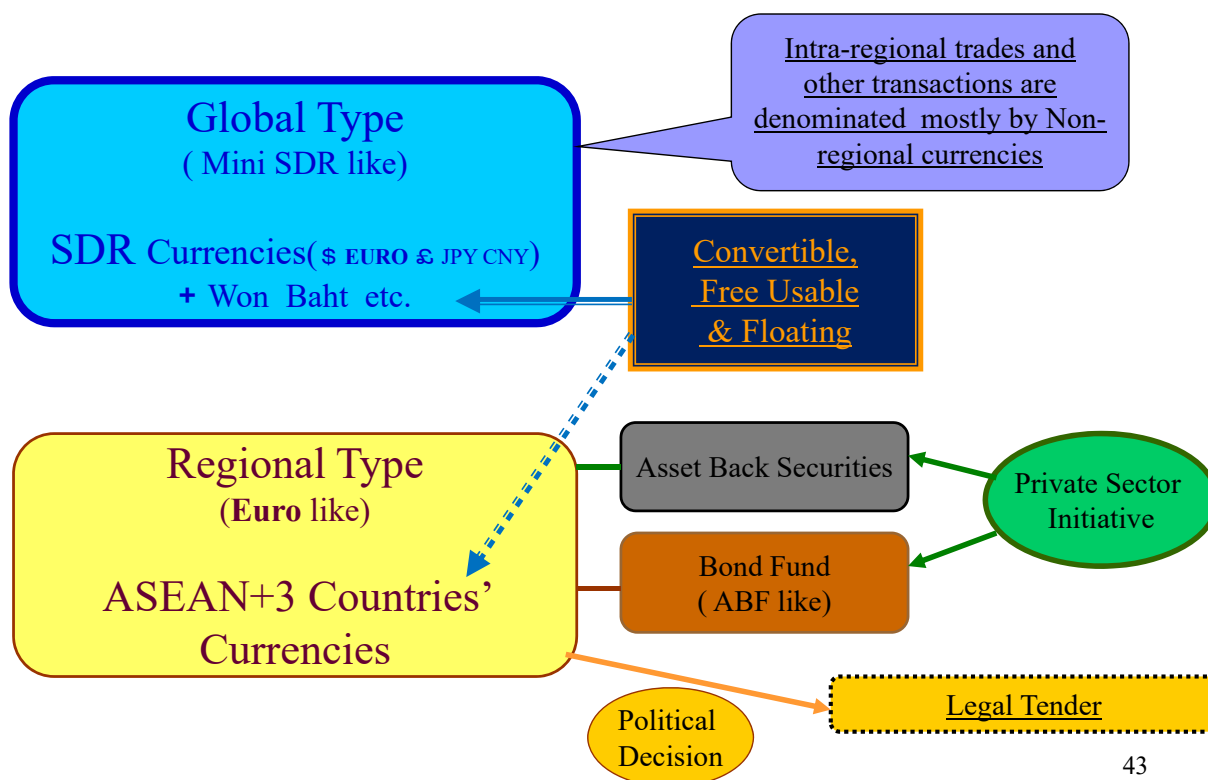 Intra-regional trades and
other transactions are
denominated mostly by Non-
regional currencies
Global Type
( Mini SDR like)
SDR Currencies( $ EURO £ JPY CNY)
+ Won Baht etc.
Convertible,
Free Usable
& Floating
Regional Type
(Euro like)
ASEAN+3 Countries’
Currencies
Asset Back Securities
Bond Fund
( ABF like)
Private Sector
Initiative
Political
Decision
Legal Tender
43